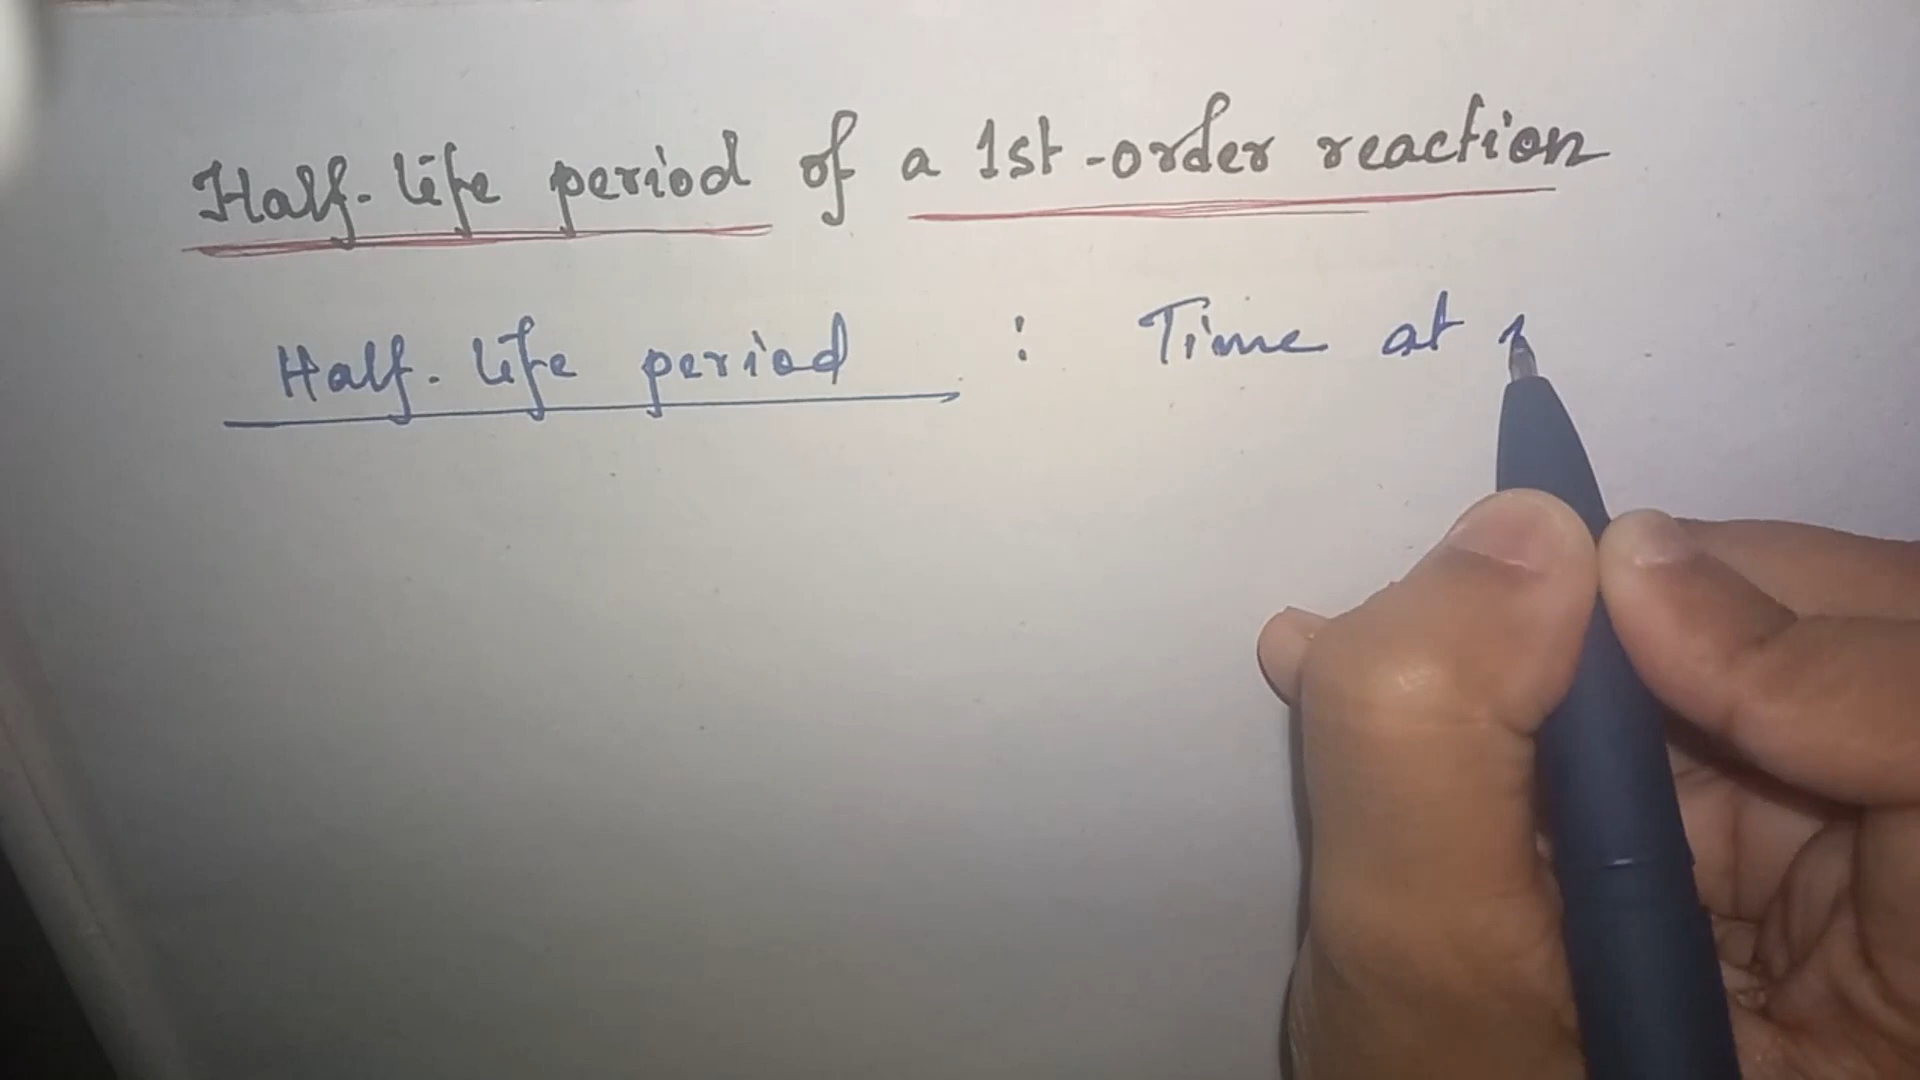 Half-life period of a 1st-order reaction
Half-life period : Time at